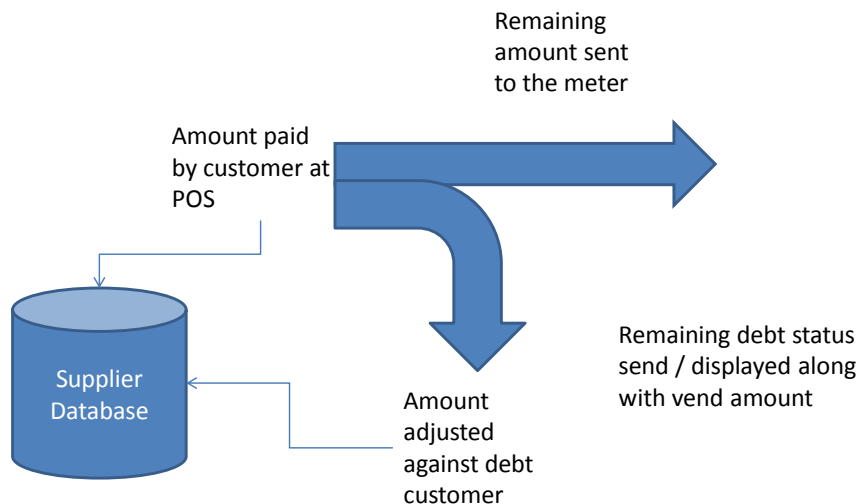 Remaining
amount sent
to the meter
Amount paid
by customer at
POS
Supplier
Database
Remaining debt status
send / displayed along
with vend amount
Amount
adjusted
against debt
customer